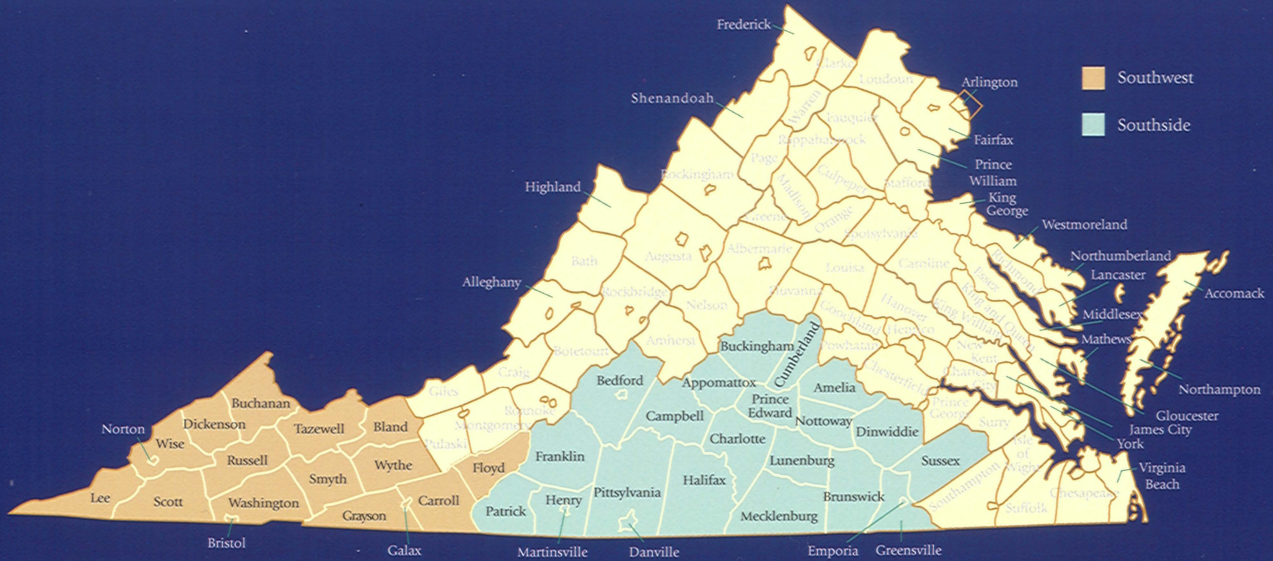 Frederick
Clarke
Loudoun
Arlington
Southwest
Shenandoah
Warren
Fauquier
Southside
Rappahannock
Fairfax
Page
Prince
William
Rockingham
Culpeper
Stafford
Highland
Madison
King
George
Greene
Orange
Spotsylvania
Westmoreland
Augusta
Albermarle
Bath
Louisa
Caroline
Richmond
Northumberland
Essex
Lancaster
Alleghany
Rockbridge
Fluvanna
Nelson
Goochland
Hanover
King William
King and Queen
Accomack
Middlesex
Henrico
Mathews
Amherst
Buckingham
Cumberland
Powhatan
New
Kent
Botetourt
Craig
Chesterfield
Charles
City
Giles
Bedford
Appomattox
Amelia
Northampton
Buchanan
Roanoke
Prince
Edward
Prince
George
Gloucester
Dickenson
Montgomery
Campbell
Nottoway
Surry
James City
Norton
Tazewell
Bland
Pulaski
Charlotte
Dinwiddie
Isle
of
Wight
York
Wise
Russell
Wythe
Floyd
Franklin
Lunenburg
Sussex
Virginia
Beach
Smyth
Southampton
Lee
Scott
Washington
Grayson
Carroll
Patrick
Henry
Pittsylvania
Halifax
Mecklenburg
Brunswick
Suffolk
Chesapeake
Bristol
Galax
Martinsville
Danville
Emporia
Greensville